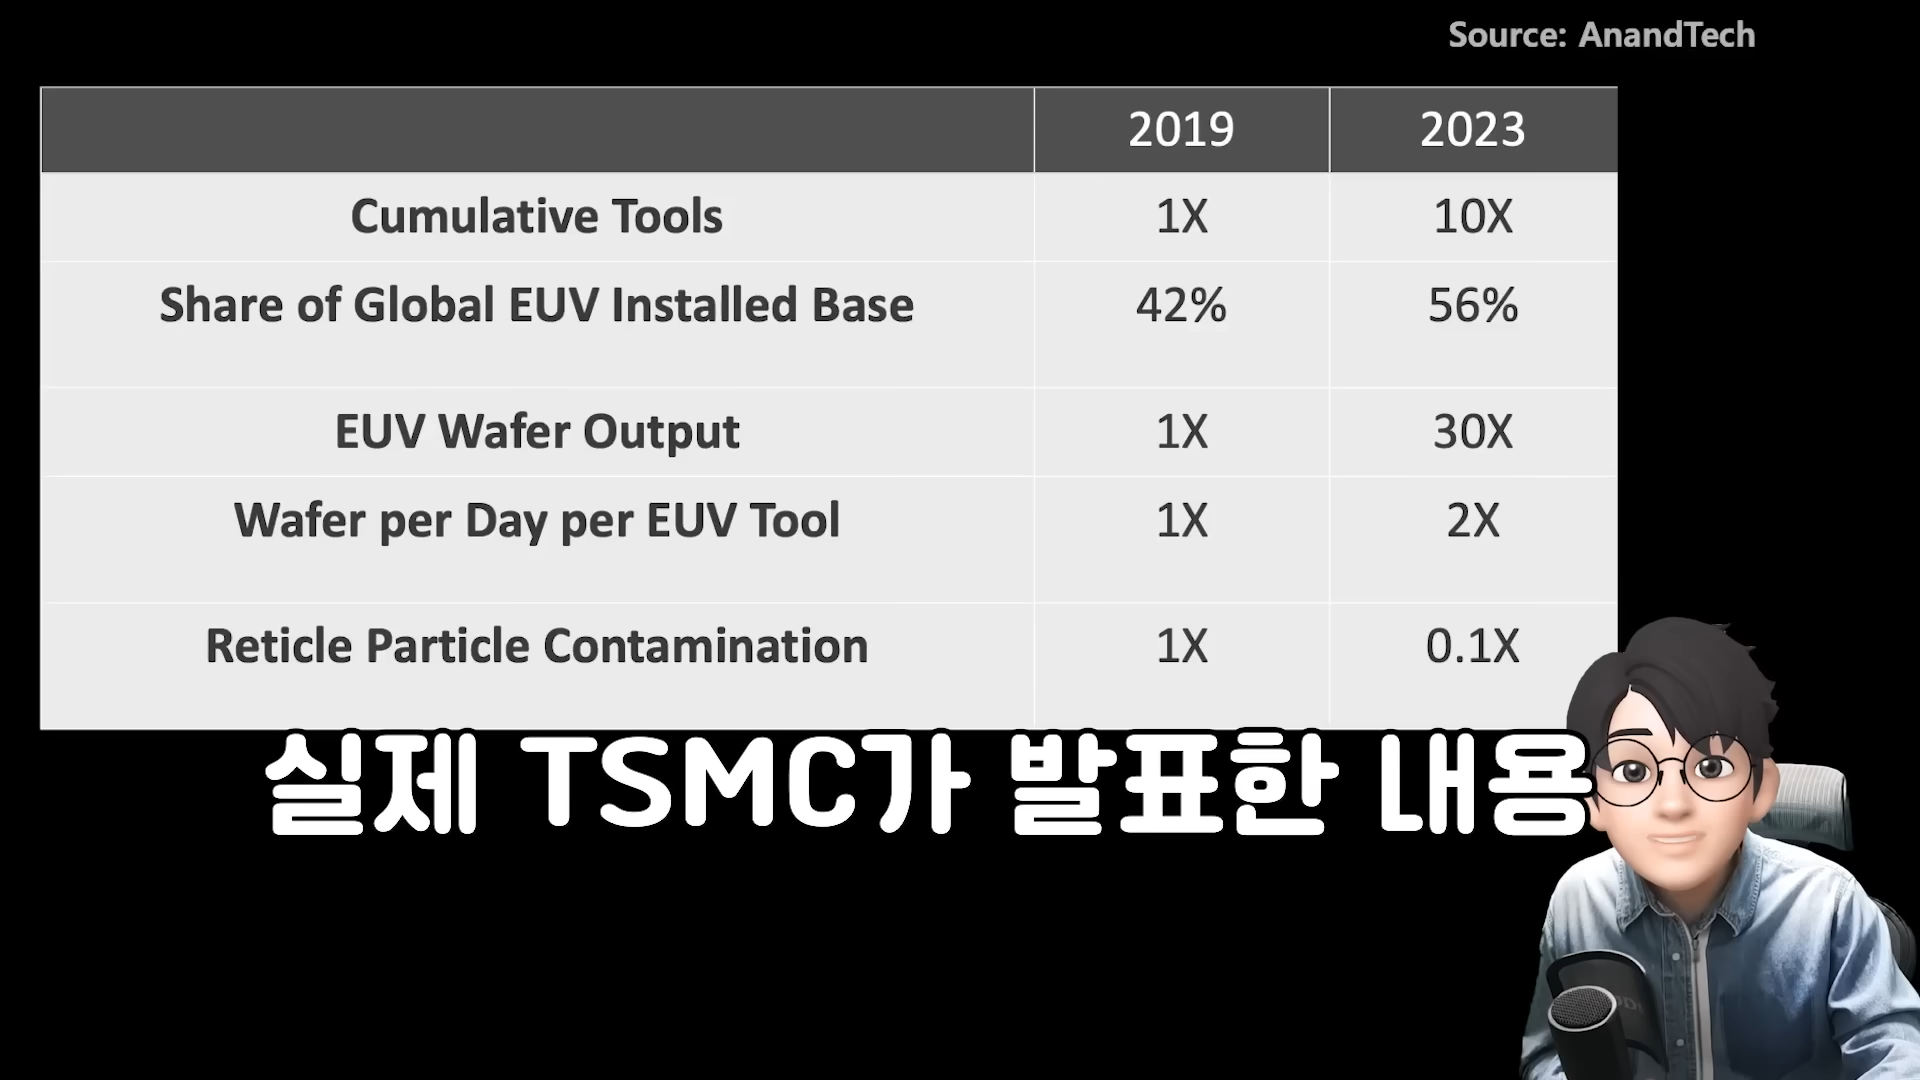 Source: AnandTech
2019 2023
Cumulative Tools 1X 10X
Share of Global EUV Installed Base 42% 56%
EUV Wafer Output 1X 30X
Wafer per Day per EUV Tool 1X 2X
Reticle Particle Contamination 1X 0.1X
실제 TSMC가 발표한 내용